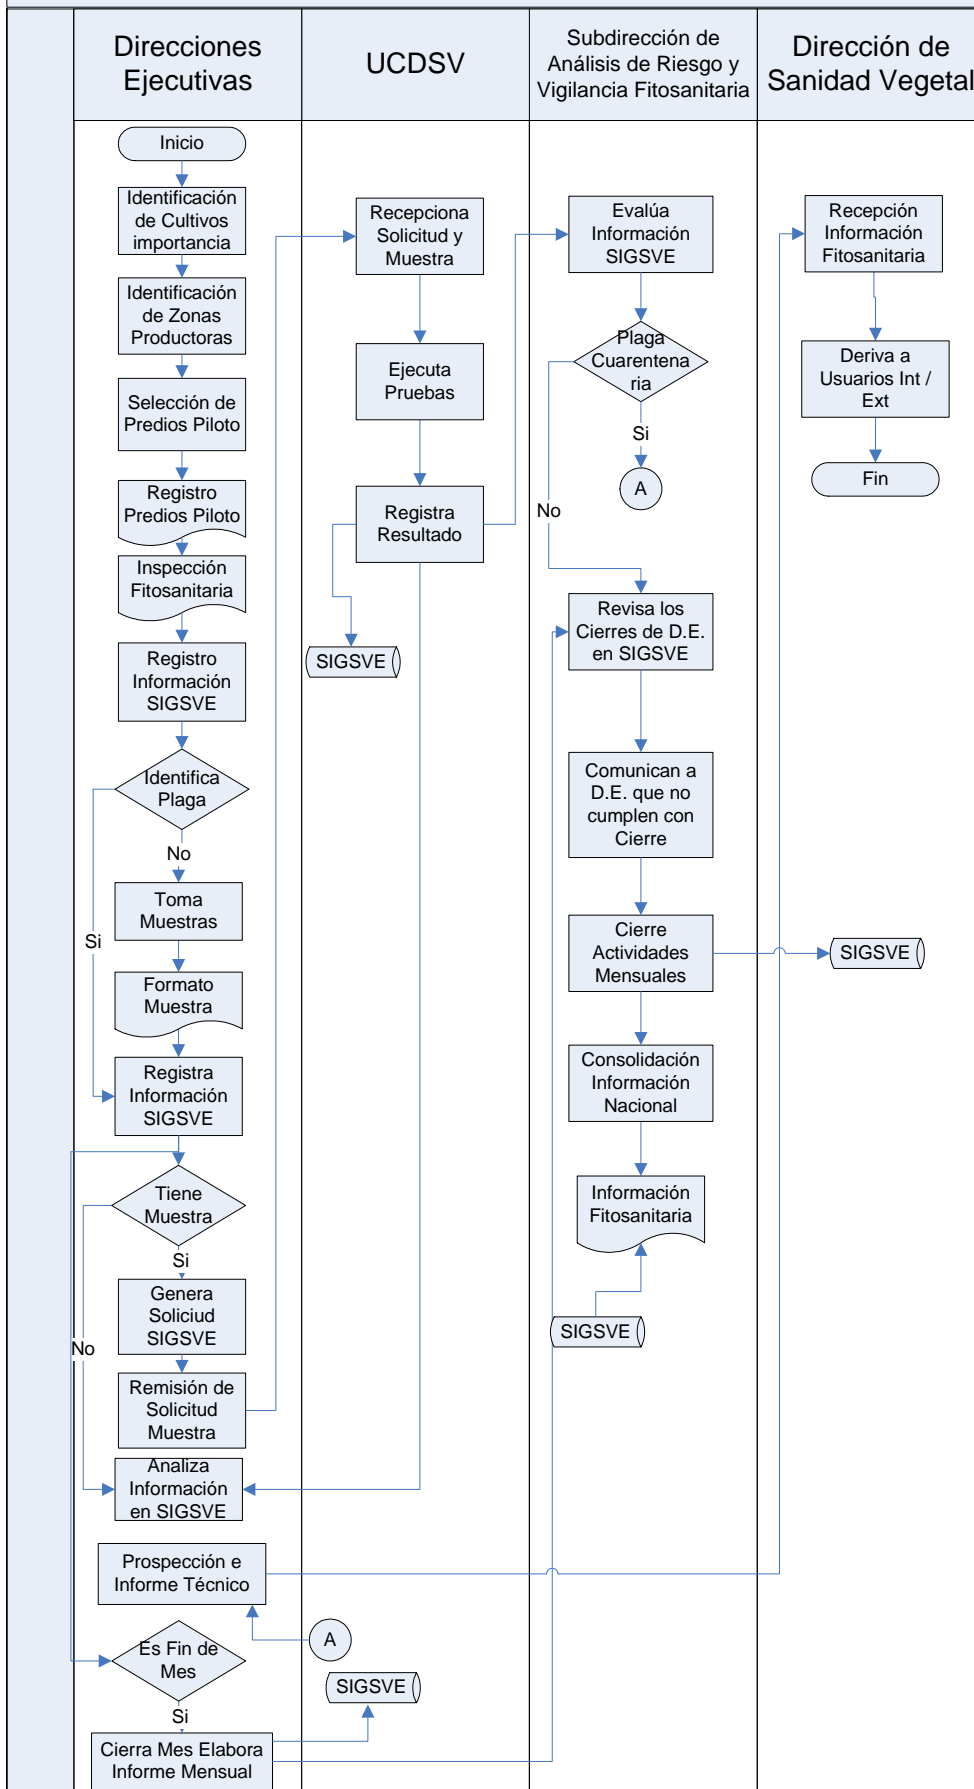 Direcciones
Ejecutivas
UCDSV
Subdirección de
Análisis de Riesgo y
Vigilancia Fitosanitaria
Dirección de
Sanidad Vegetal
Inicio
Identificación
de Cultivos
importancia
Identificación
de Zonas
Productoras
Selección de
Predios Piloto
Registro
Predios Piloto
Inspección
Fitosanitaria
Registro
Información
SIGSVE
Identifica
Plaga
No
Si
Toma
Muestras
Formato
Muestra
Registra
Información
SIGSVE
Tiene
Muestra
Si
No
Genera
Soliciud
SIGSVE
Remisión de
Solicitud
Muestra
Analiza
Información
en SIGSVE
Prospección e
Informe Técnico
Es Fin de
Mes
Si
Cierra Mes Elabora
Informe Mensual
Recepciona
Solicitud y
Muestra
Ejecuta
Pruebas
Registra
Resultado
SIGSVE
A
SIGSVE
Evalúa
Información
SIGSVE
Plaga
Cuarentena
ria
Si
A
No
Revisa los
Cierres de D.E.
en SIGSVE
Comunican a
D.E. que no
cumplen con
Cierre
Cierre
Actividades
Mensuales
Consolidación
Información
Nacional
Información
Fitosanitaria
SIGSVE
Recepción
Información
Fitosanitaria
Deriva a
Usuarios Int /
Ext
Fin
SIGSVE